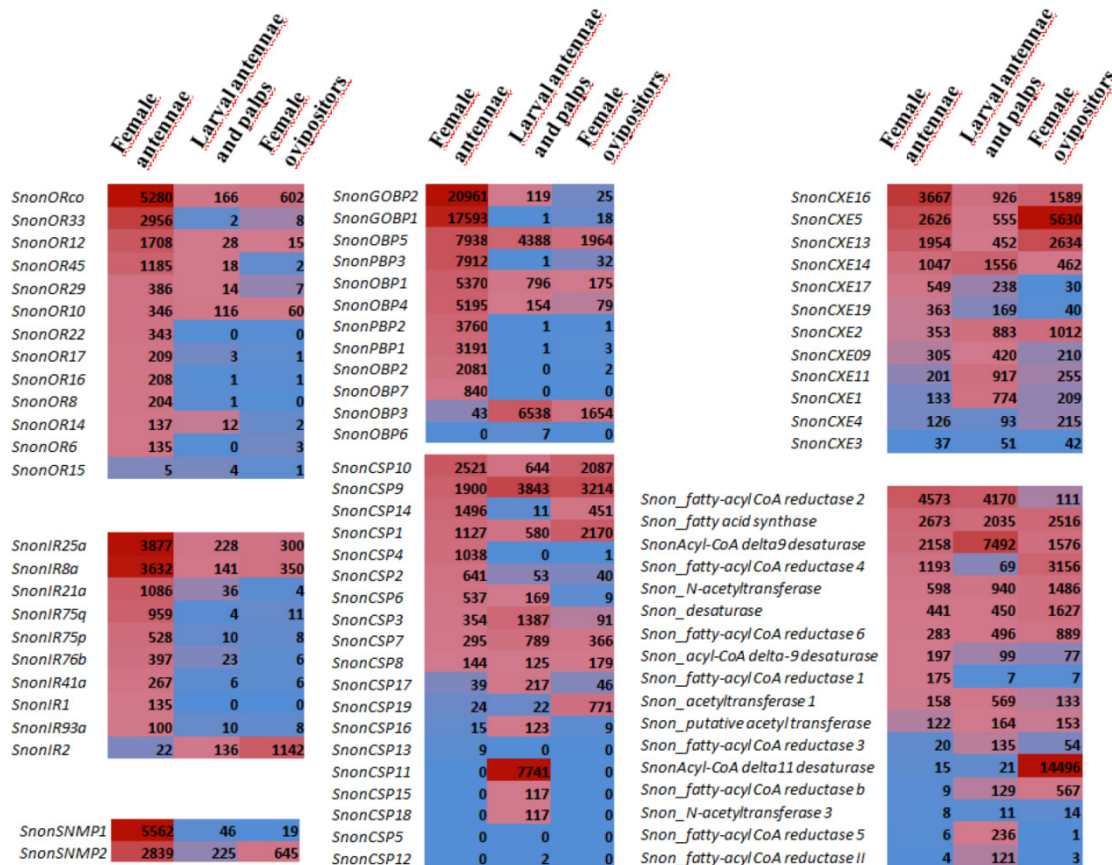 Female antennae
Larval antennae and palps
Female ovipositors
SnonORco 5280 166 602
SnonOR33 2956 2 8
SnonOR12 1708 28 15
SnonOR45 1185 18 2
SnonOR29 386 14 7
SnonOR10 346 116 60
SnonOR22 343 0 0
SnonOR17 209 3 1
SnonOR16 208 1 1
SnonOR8 204 1 0
SnonOR14 137 12 2
SnonOR6 135 0 3
SnonOR15 5 4 1
SnonIR25a 3877 228 300
SnonIR8a 3632 141 350
SnonIR21a 1086 36 4
SnonIR75q 959 4 11
SnonIR75p 528 10 8
SnonIR76b 397 23 6
SnonIR41a 267 6 6
SnonIR1 135 0 0
SnonIR93a 100 10 8
SnonIR2 22 136 1142
SnonSNMP1 5562 46 19
SnonSNMP2 2839 225 645
Female antennae
Larval antennae and palps
Female ovipositors
SnonGOBP2 20961 119 25
SnonGOBP1 17593 1 18
SnonOBP5 7938 4388 1964
SnonPBP3 7912 1 32
SnonOBP1 5370 796 175
SnonOBP4 5195 154 79
SnonPBP2 3760 1 1
SnonPBP1 3191 1 3
SnonOBP2 2081 0 2
SnonOBP7 840 0 0
SnonOBP3 43 6538 1654
SnonOBP6 0 7 0
SnonCSP10 2521 644 2087
SnonCSP9 1900 3843 3214
SnonCSP14 1496 11 451
SnonCSP1 1127 580 2170
SnonCSP4 1038 0 1
SnonCSP2 641 53 40
SnonCSP6 537 169 9
SnonCSP3 354 1387 91
SnonCSP7 295 789 366
SnonCSP8 144 125 179
SnonCSP17 39 217 46
SnonCSP19 24 22 771
SnonCSP16 15 123 9
SnonCSP13 9 0 0
SnonCSP11 0 7741 0
SnonCSP15 0 117 0
SnonCSP18 0 117 0
SnonCSP5 0 0 0
SnonCSP12 0 2 0
Female antennae
Larval antennae and palps
Female ovipositors
SnonCXE16 3667 926 1589
SnonCXE5 2626 555 5630
SnonCXE13 1954 452 2634
SnonCXE14 1047 1556 462
SnonCXE17 549 238 30
SnonCXE19 363 169 40
SnonCXE2 353 883 1012
SnonCXE09 305 420 210
SnonCXE11 201 917 255
SnonCXE1 133 774 209
SnonCXE4 126 93 215
SnonCXE3 37 51 42
Snon_fatty-acyl CoA reductase 2 4573 4170 111
Snon_fatty acid synthase 2673 2035 2516
SnonAcyl-CoA delta9 desaturase 2158 7492 1576
Snon_fatty-acyl CoA reductase 4 1193 69 3156
Snon_N-acetyltransferase 598 940 1486
Snon_desaturase 441 450 1627
Snon_fatty-acyl CoA reductase 6 283 496 889
Snon_acyl-CoA delta-9 desaturase 197 99 77
Snon_fatty-acyl CoA reductase 1 175 7 7
Snon_acetyltransferase 1 158 569 133
Snon_putative acetyl transferase 122 164 153
Snon_fatty-acyl CoA reductase 3 20 135 54
SnonAcyl-CoA delta11 desaturase 15 21 14496
Snon_fatty-acyl CoA reductase b 9 129 567
Snon_N-acetyltransferase 3 8 11 14
Snon_fatty-acyl CoA reductase 5 6 236 1
Snon_fatty-acyl CoA reductase II 4 121 3